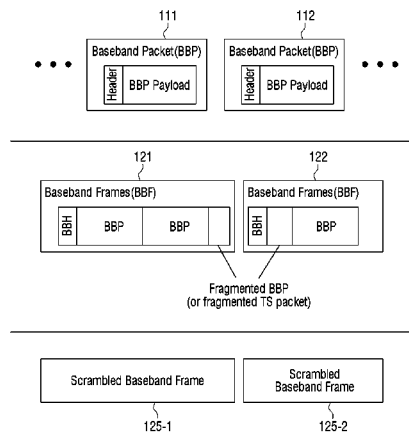 111
112
Baseband Packet(BBP)
Baseband Packet(BBP)
Header
BBP Payload
Header
BBP Payload
121
122
Baseband Frames(BBF)
Baseband Frames(BBF)
BBH
BBP
BBP
BBH
BBP
Fragmented BBP
(or fragmented TS packet)
Scrambled Baseband Frame
Scrambled
Baseband Frame
125-1
125-2